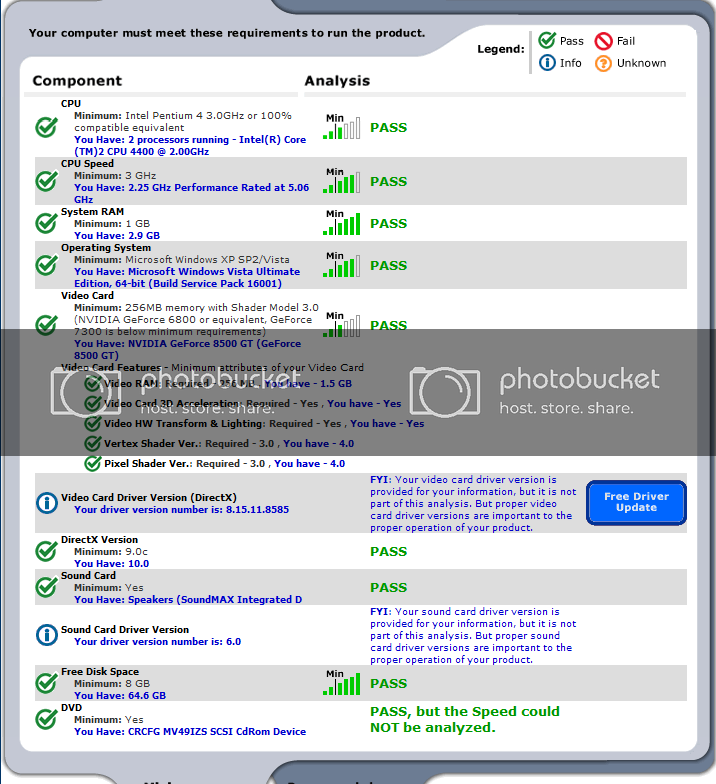 Your computer must meet these requirements to run the product.
Legend:
Pass
Fail
Info
Unknown
Component
Analysis
CPU
Minimum: Intel Pentium 4 3.0GHz or 100%
compatible equivalent
You Have: 2 processors running - Intel(R) Core
(TM)2 CPU 4400 @ 2.00GHz
Min
PASS
CPU Speed
Minimum: 3 GHz
You Have: 2.25 GHz Performance Rated at 5.06
GHz
Min
PASS
System RAM
Minimum: 1 GB
You Have: 2.9 GB
Min
PASS
Operating System
Minimum: Microsoft Windows XP SP2/Vista
You Have: Microsoft Windows Vista Ultimate
Edition, 64-bit (Build Service Pack 16001)
Min
PASS
Video Card
Minimum: 256MB memory with Shader Model 3.0
(NVIDIA GeForce 6800 or equivalent, GeForce
7300 is below minimum requirements)
You Have: NVIDIA GeForce 8500 GT (GeForce
8500 GT)
Min
PASS
Video Card Features - Minimum attributes of your Video Card
Video RAM: Required - 256 MB , You have - 1.5 GB
Video Card 3D Acceleration: Required - Yes , You have - Yes
Video HW Transform & Lighting: Required - Yes , You have - Yes
Vertex Shader Ver.: Required - 3.0 , You have - 4.0
Pixel Shader Ver.: Required - 3.0 , You have - 4.0
photobucket
host. store. share.
photobucket
host. store. share.
Video Card Driver Version (DirectX)
Your driver version number is: 8.15.11.8585
FYI: Your video card driver version is
provided for your information, but it is not
part of this analysis. But proper video
card driver versions are important to the
proper operation of your product.
Free Driver
Update
DirectX Version
Minimum: 9.0c
You Have: 10.0
PASS
Sound Card
Minimum: Yes
You Have: Speakers (SoundMAX Integrated D
PASS
Sound Card Driver Version
Your driver version number is: 6.0
FYI: Your sound card driver version is
provided for your information, but it is not
part of this analysis. But proper sound
card driver versions are important to the
proper operation of your product.
Free Disk Space
Minimum: 8 GB
You Have: 64.6 GB
Min
PASS
DVD
Minimum: Yes
You Have: CRCFG MV49IZS SCSI CdRom Device
PASS, but the Speed could
NOT be analyzed.